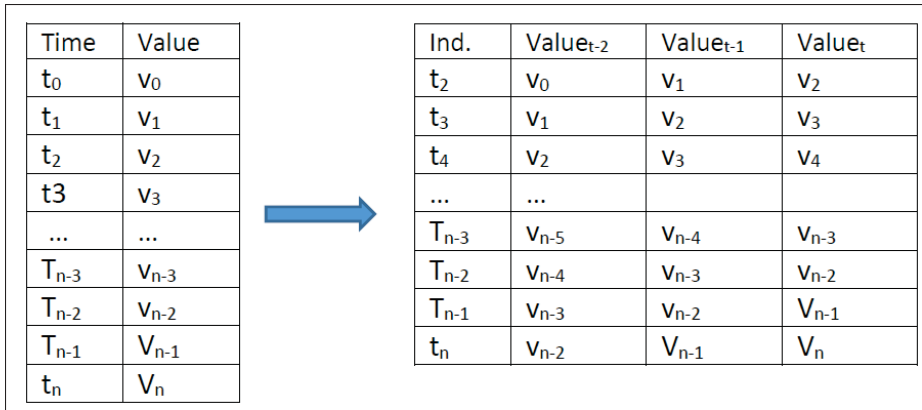 Time Value
t0 v0
t1 v1
t2 v2
t3 v3
... ...
Tn-3 vn-3
Tn-2 vn-2
Tn-1 Vn-1
tn Vn
Ind. Valuet-2 Valuet-1 Valuet
t2 v0 v1 v2
t3 v1 v2 v3
t4 v2 v3 v4
... ...
Tn-3 vn-5 vn-4 vn-3
Tn-2 vn-4 vn-3 vn-2
Tn-1 vn-3 vn-2 Vn-1
tn vn-2 Vn-1 Vn